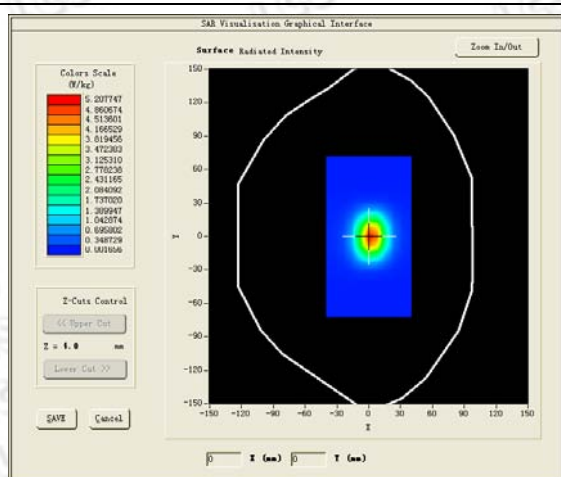 SAR Visualisation Graphical Interface
Surface Radiated Intensity
Zoom In/Out
Colors Scale
(W/kg)
5.207747
4.860674
4.513601
4.166529
3.819456
3.472383
3.125310
2.778238
2.431165
2.084092
1.737020
1.389947
1.042874
0.695802
0.348729
0.001656
Z-Cuts Control
<< Upper Cut
Z = 4.0 mm
Lower Cut >>
SAVE Cancel
150
120
90
60
30
0
-30
-60
-90
-120
-150
Y
-150 -120 -90 -60 -30 0 30 60 90 120 150
X
0 X (mm) 0 Y (mm)